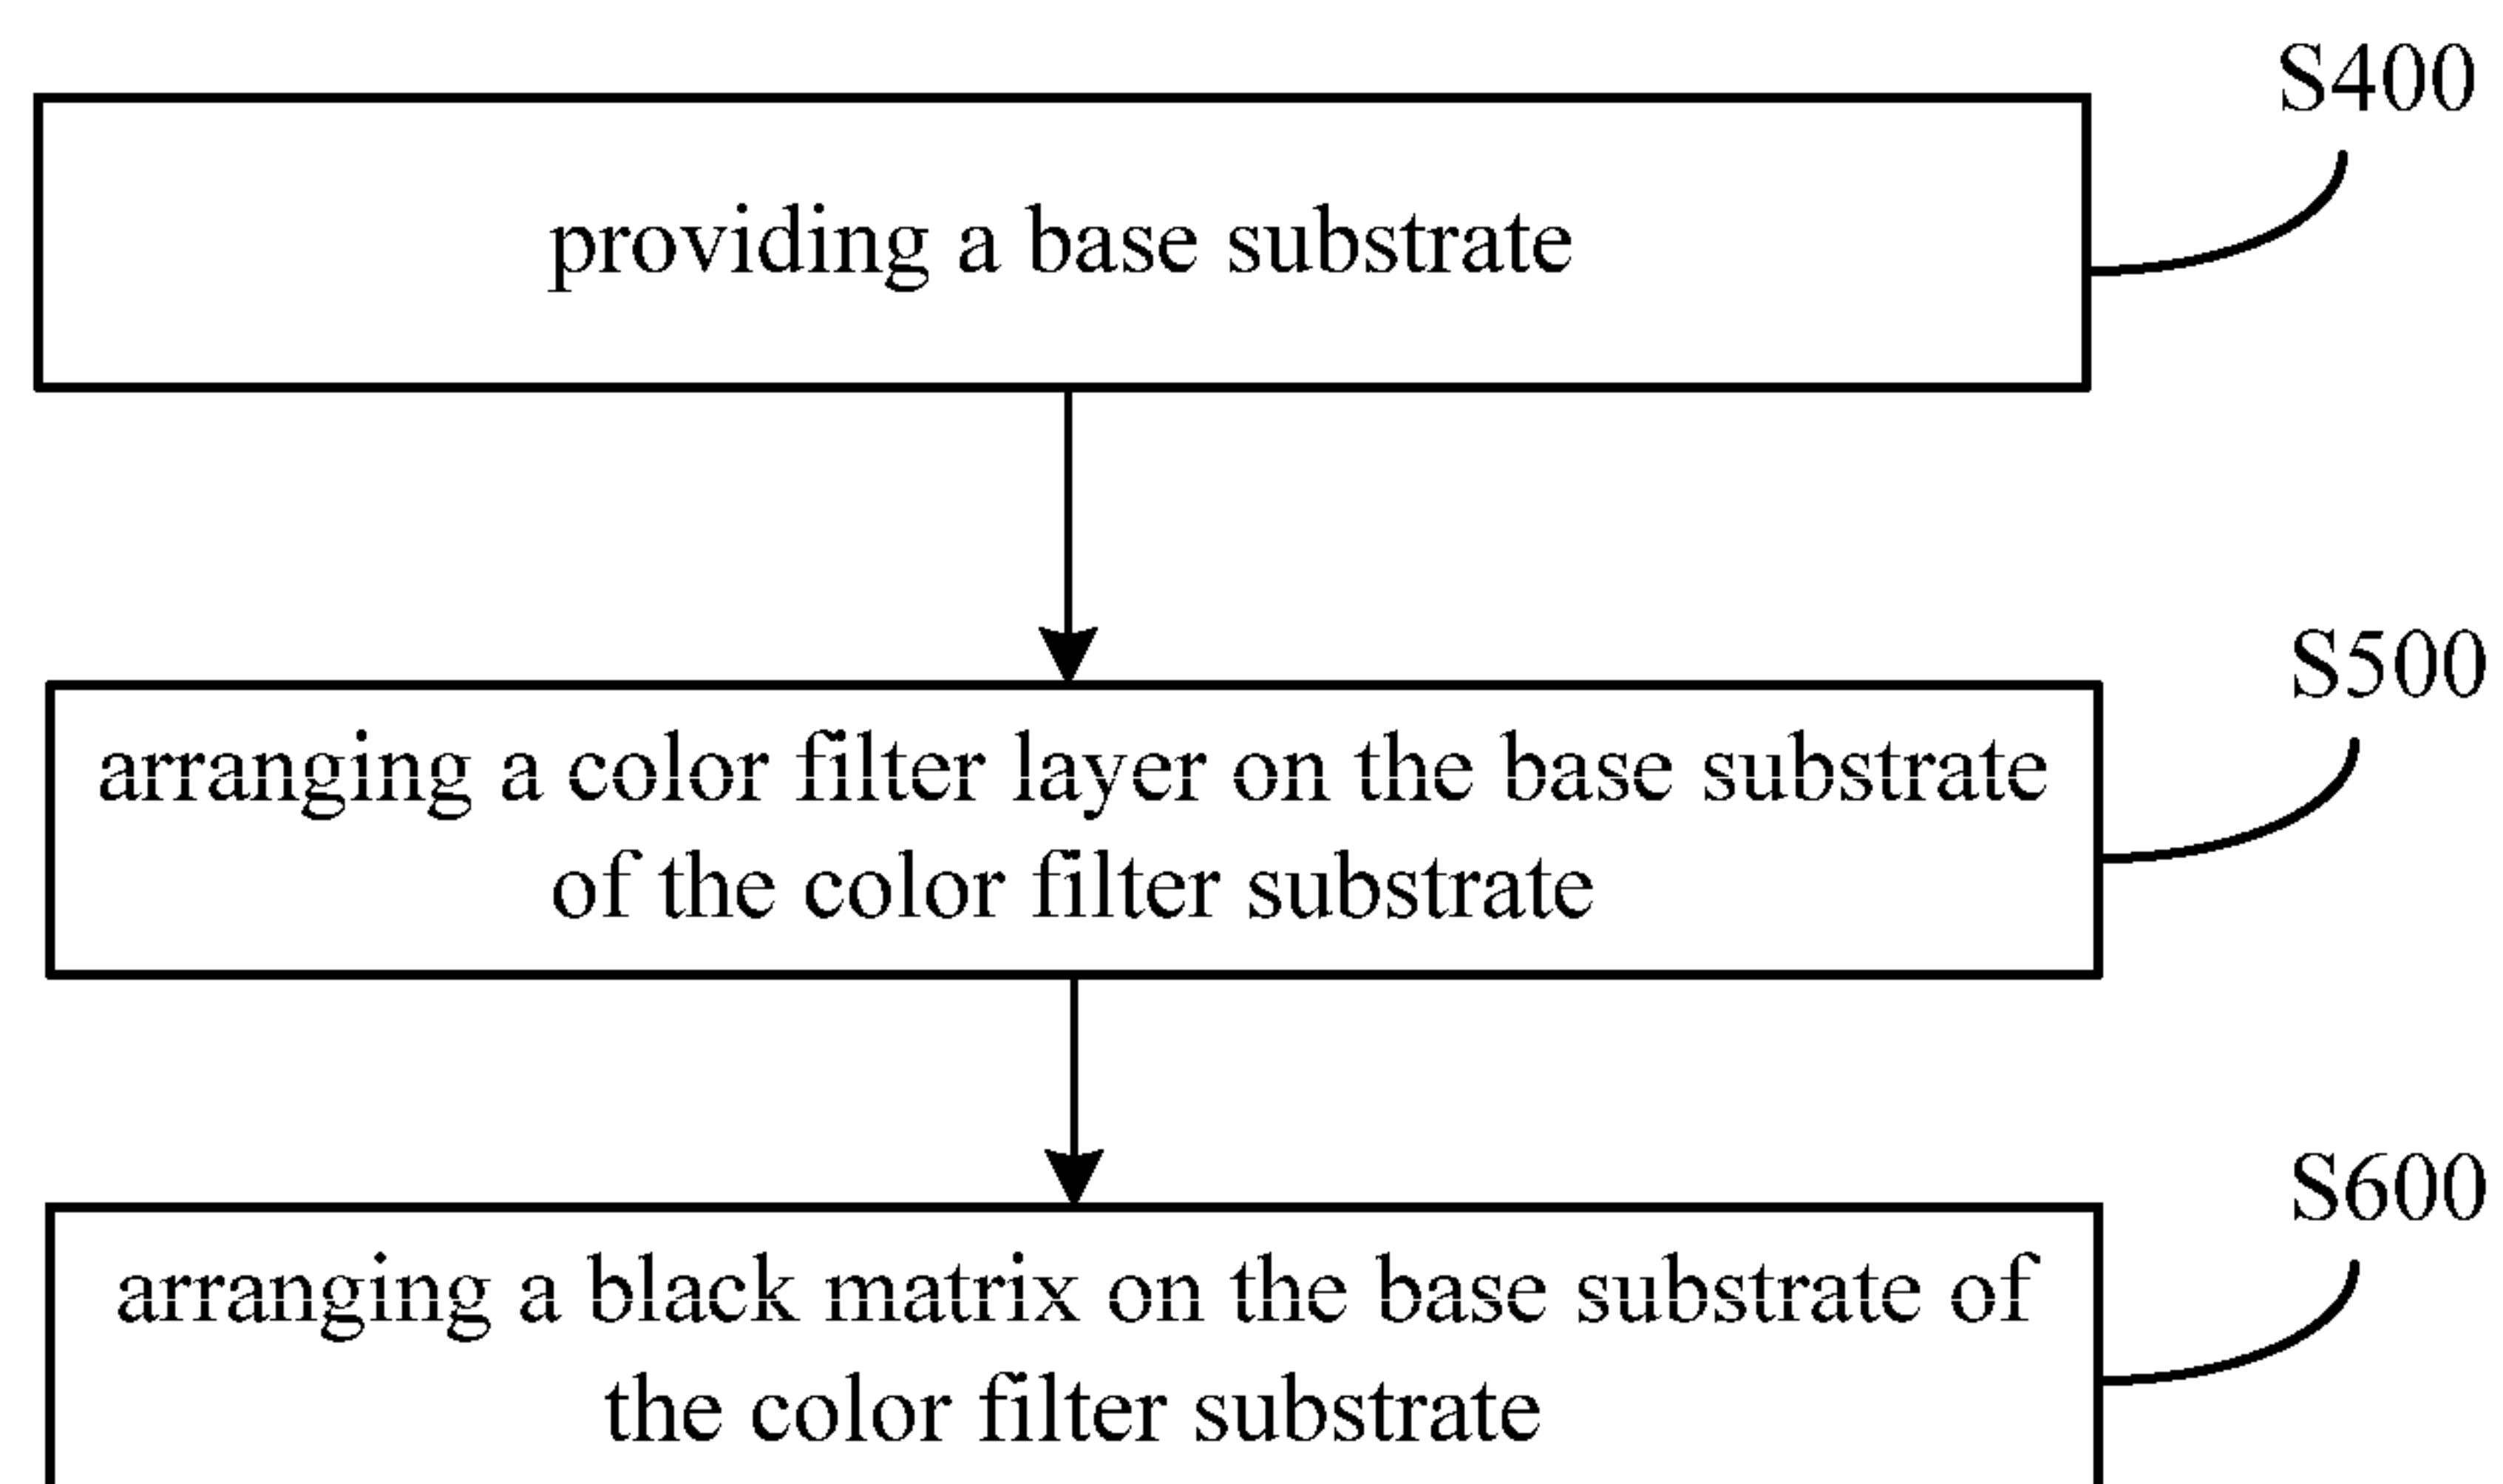 S400
providing a base substrate
S500
arranging a color filter layer on the base substrate
of the color filter substrate
S600
arranging a black matrix on the base substrate of
the color filter substrate